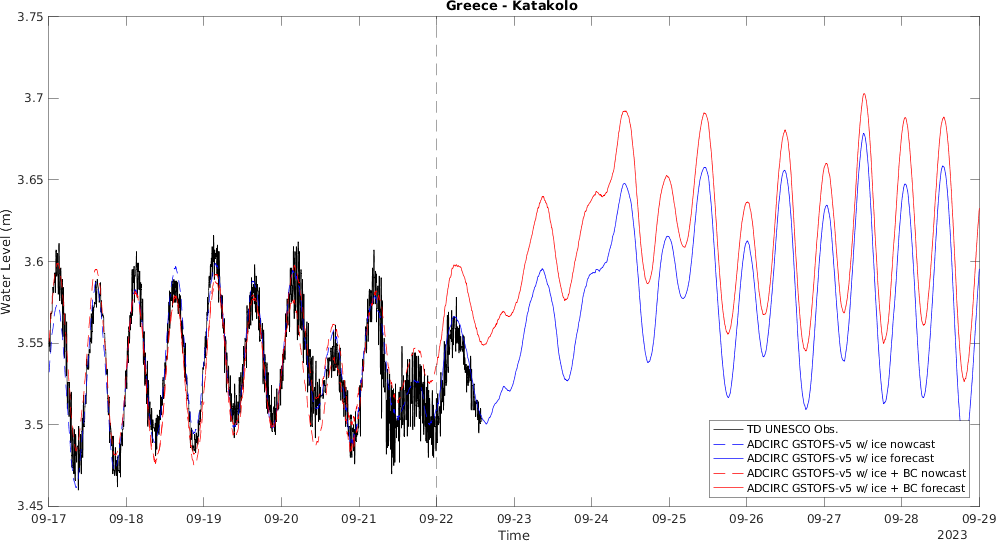 Greece - Katakolo
3.75
3.7
3.65
3.6
3.55
3.5
3.45
Water Level (m)
09-17 09-18 09-19 09-20 09-21 09-22 09-23 09-24 09-25 09-26 09-27 09-28 09-29
Time
2023
TD UNESCO Obs.
ADCIRC GSTOFS-v5 w/ ice nowcast
ADCIRC GSTOFS-v5 w/ ice forecast
ADCIRC GSTOFS-v5 w/ ice + BC nowcast
ADCIRC GSTOFS-v5 w/ ice + BC forecast